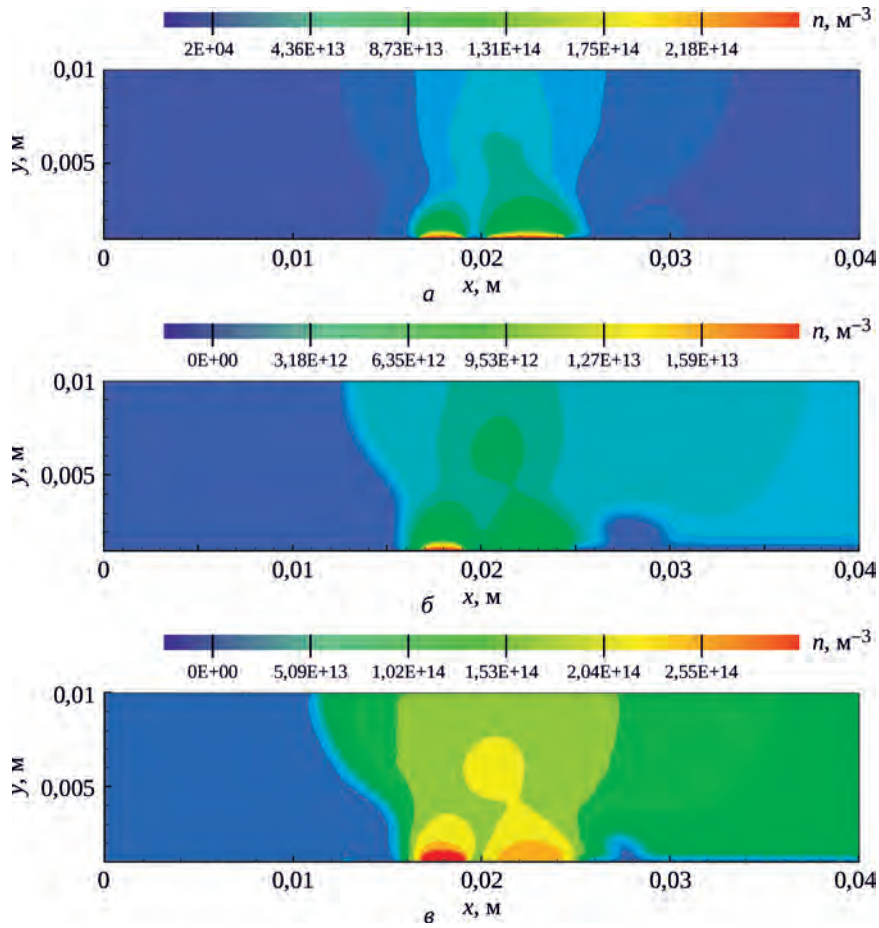 n, м⁻³
2E+04 4,36E+13 8,73E+13 1,31E+14 1,75E+14 2,18E+14
0,01
0,005
y, м
0 0,01 0,02 0,03 0,04
а x, м
n, м⁻³
0E+00 3,18E+12 6,35E+12 9,53E+12 1,27E+13 1,59E+13
0,01
0,005
y, м
0 0,01 0,02 0,03 0,04
б x, м
n, м⁻³
0E+00 5,09E+13 1,02E+14 1,53E+14 2,04E+14 2,55E+14
0,01
0,005
y, м
0 0,01 0,02 0,03 0,04
в x, м